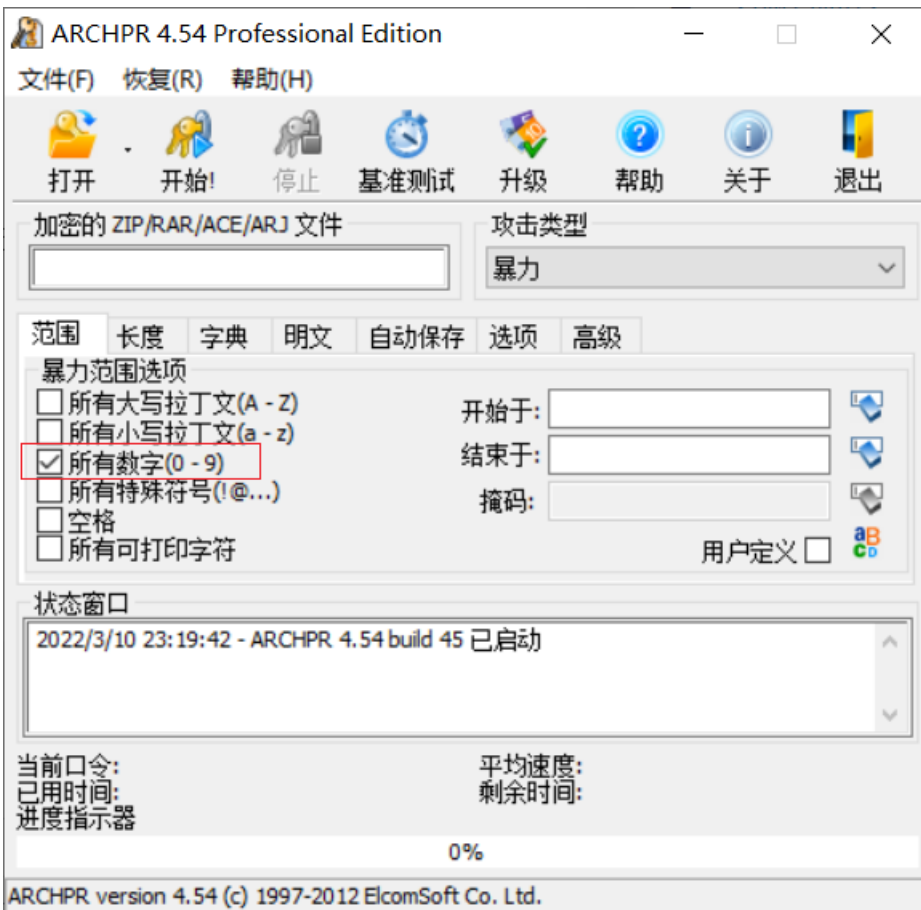 ARCHPR 4.54 Professional Edition
文件(F) 恢复(R) 帮助(H)
打开 开始! 停止 基准测试 升级 帮助 关于 退出
加密的 ZIP/RAR/ACE/ARJ 文件
攻击类型
暴力
范围 长度 字典 明文 自动保存 选项 高级
暴力范围选项
所有大写拉丁文(A - Z)
所有小写拉丁文(a - z)
所有数字(0 - 9)
所有特殊符号(!@...)
空格
所有可打印字符
开始于:
结束于:
掩码:
用户定义
状态窗口
2022/3/10 23:19:42 - ARCHPR 4.54 build 45 已启动
当前口令:
已用时间:
进度指示器
平均速度:
剩余时间:
0%
ARCHPR version 4.54 (c) 1997-2012 ElcomSoft Co. Ltd.